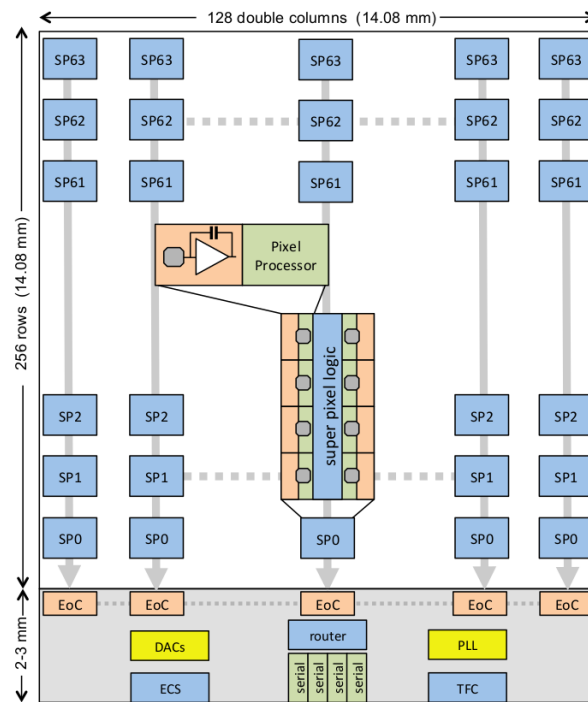 128 double columns (14.08 mm)
SP63 SP63 SP63 SP63 SP63
SP62 SP62 SP62 SP62 SP62
SP61 SP61 SP61 SP61 SP61
256 rows (14.08 mm)
Pixel
Processor
super pixel logic
SP2 SP2 SP2 SP2
SP1 SP1 SP1 SP1
SP0 SP0 SP0 SP0 SP0
2-3 mm
EoC EoC EoC EoC EoC
DACs router PLL
ECS serial serial serial serial TFC